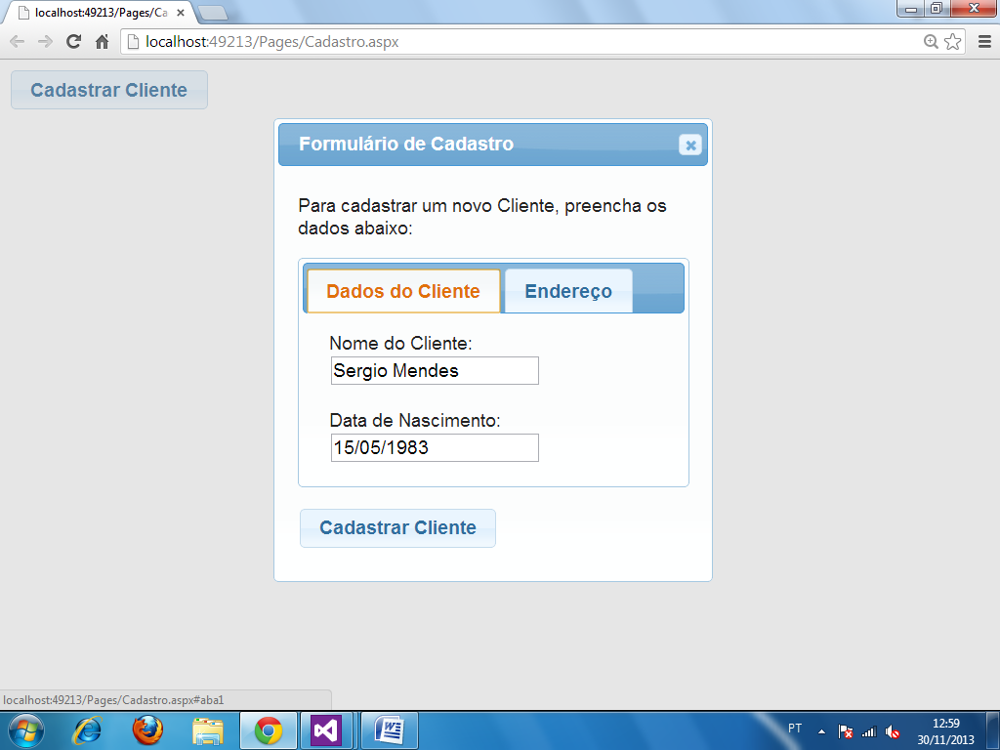 localhost:49213/Pages/Ca
localhost:49213/Pages/Cadastro.aspx
Cadastrar Cliente
Formulário de Cadastro
Para cadastrar um novo Cliente, preencha os
dados abaixo:
Dados do Cliente Endereço
Nome do Cliente:
Sergio Mendes
Data de Nascimento:
15/05/1983
Cadastrar Cliente
localhost:49213/Pages/Cadastro.aspx#aba1
PT 12:59
30/11/2013